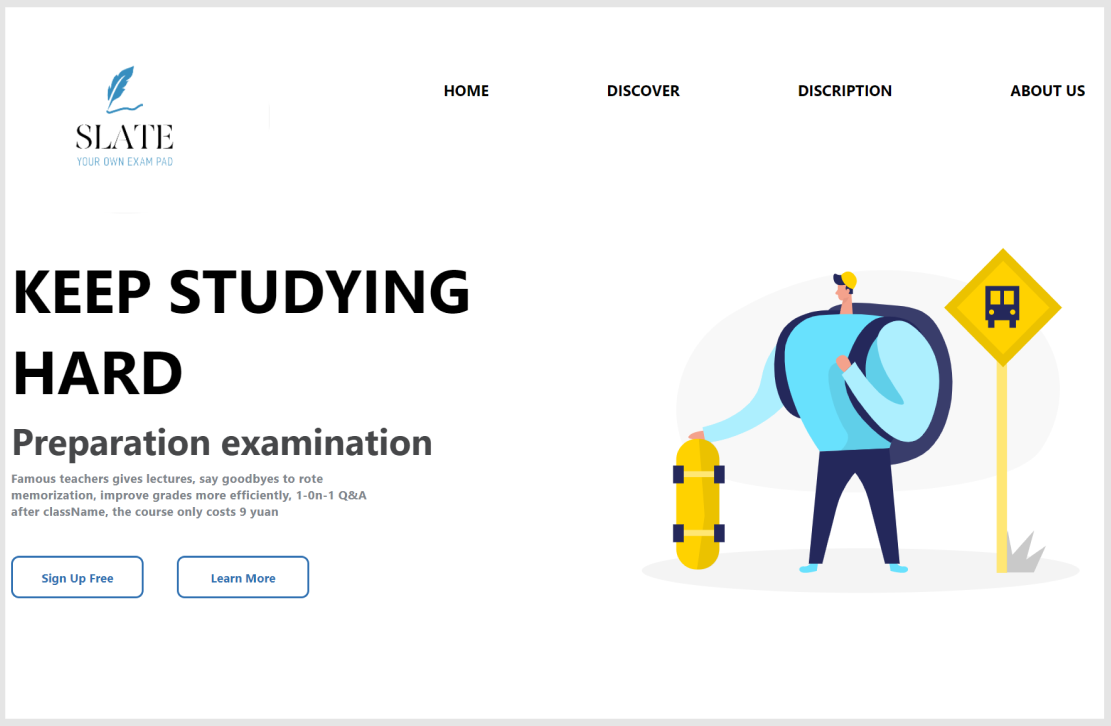 SLATE
YOUR OWN EXAM PAD
HOME
DISCOVER
DISCRIPTION
ABOUT US
KEEP STUDYING
HARD
Preparation examination
Famous teachers gives lectures, say goodbyes to rote
memorization, improve grades more efficiently, 1-0n-1 Q&A
after className, the course only costs 9 yuan
Sign Up Free
Learn More